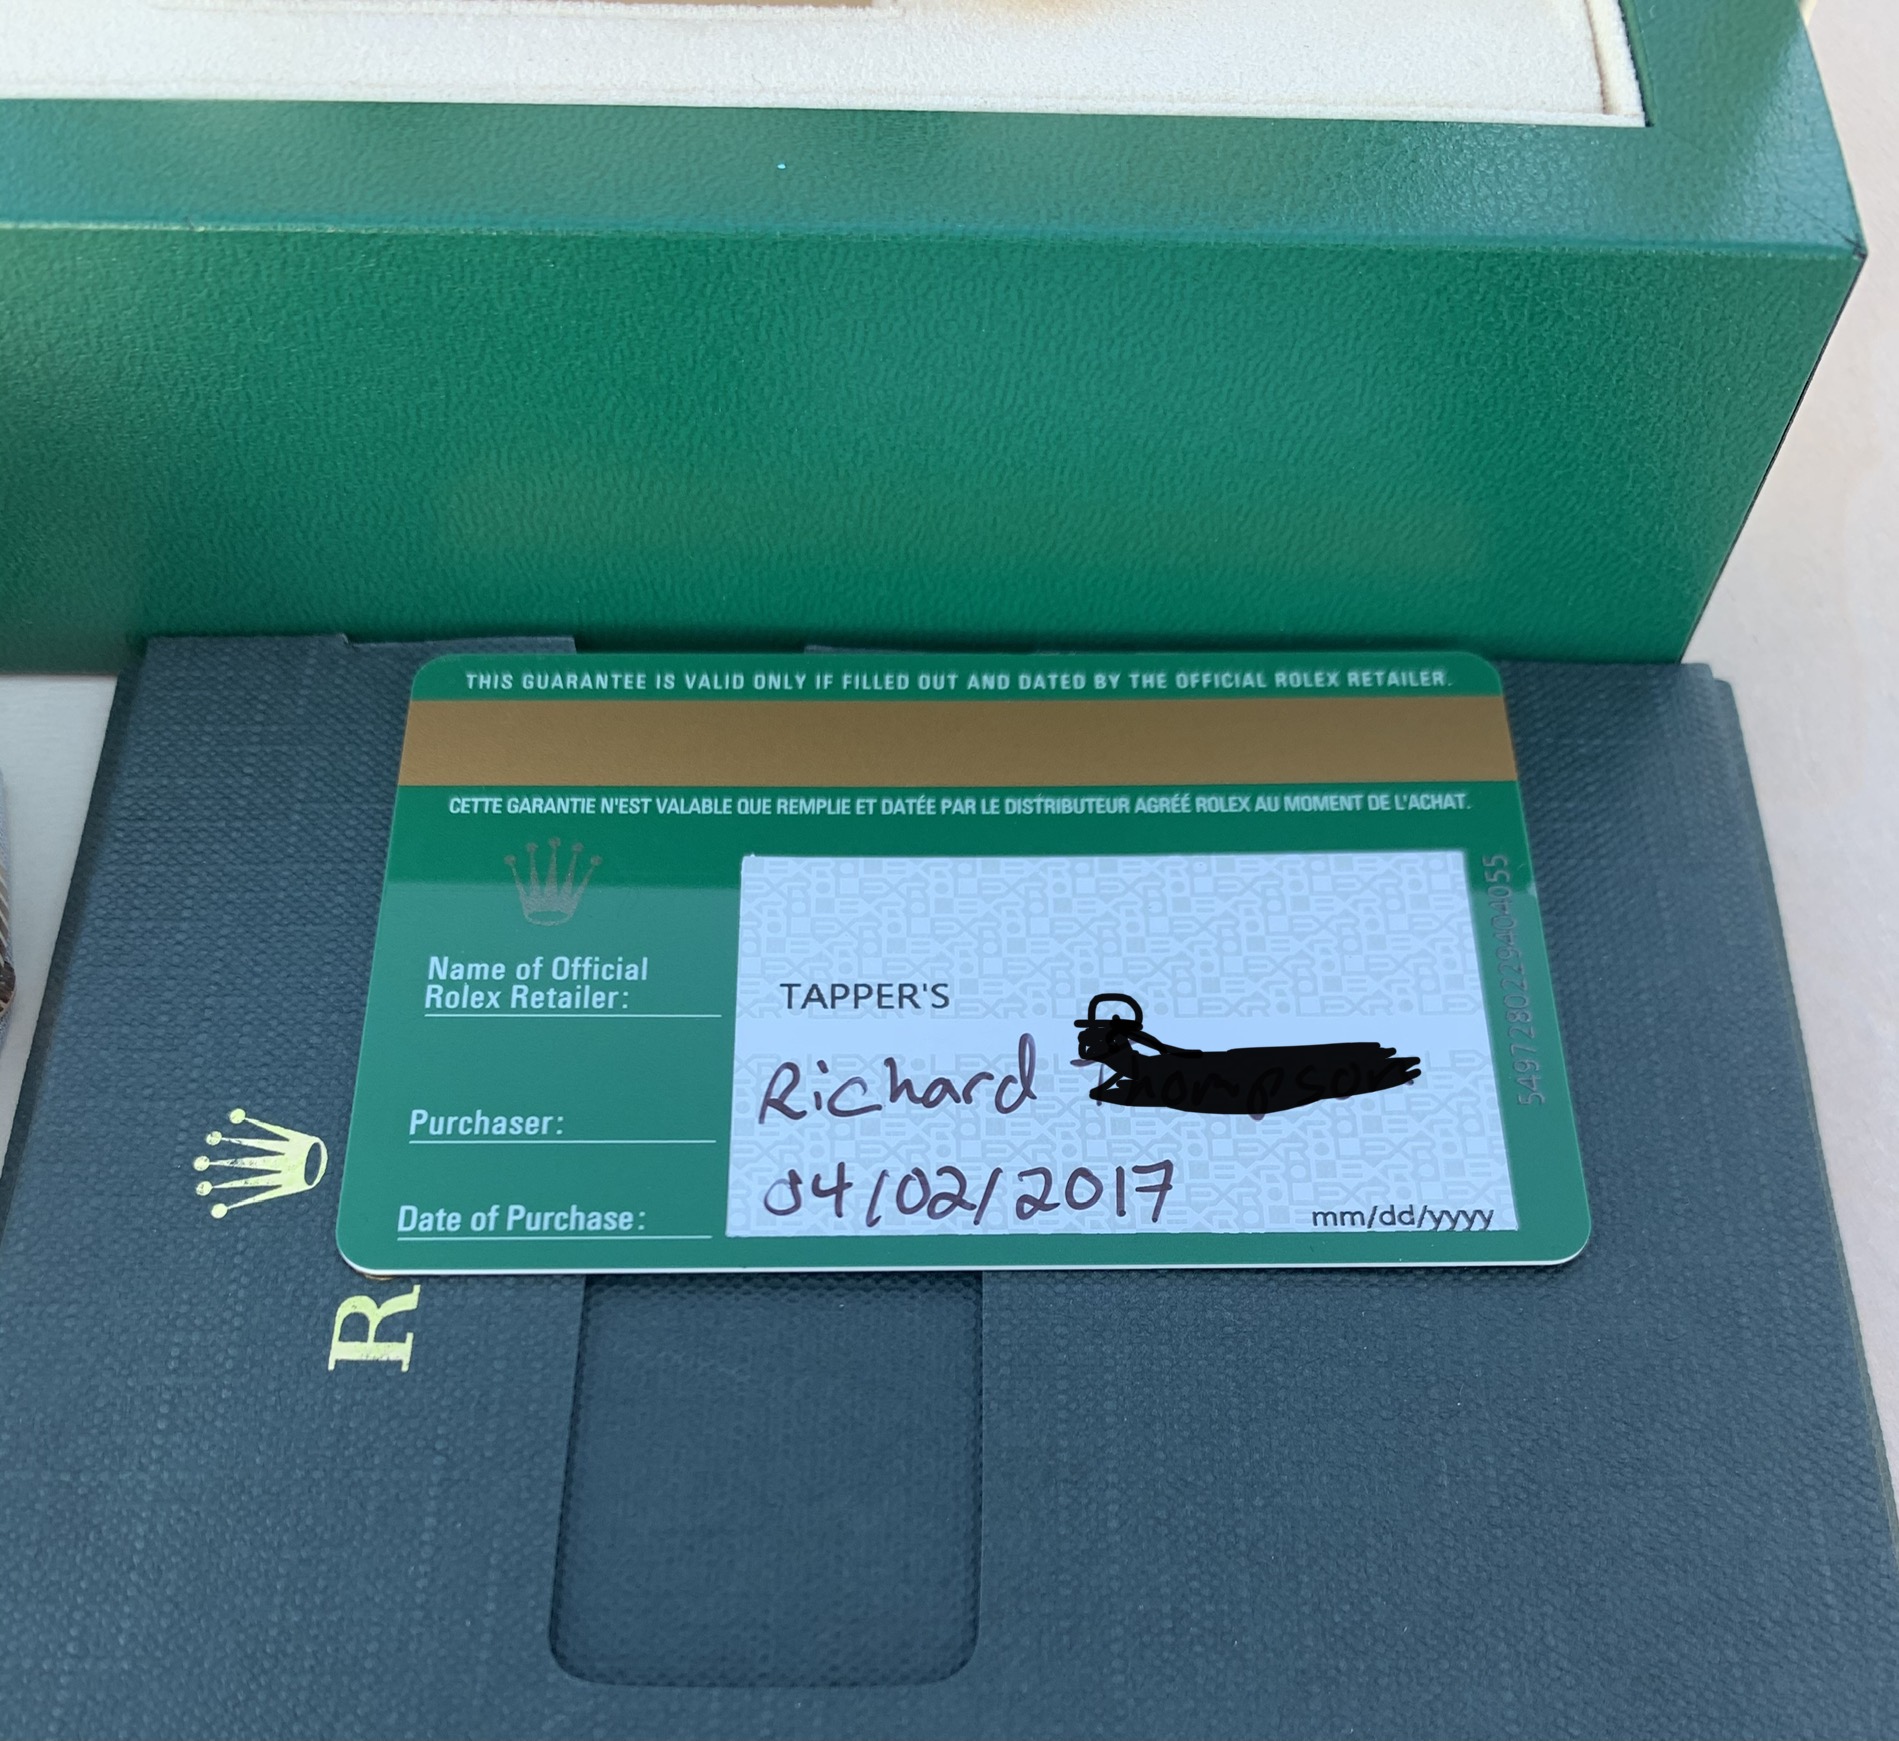 THIS GUARANTEE IS VALID ONLY IF FILLED OUT AND DATED BY THE OFFICIAL ROLEX RETAILER.
CETTE GARANTIE N'EST VALABLE QUE REMPLIE ET DATÉE PAR LE DISTRIBUTEUR AGRÉÉ ROLEX AU MOMENT DE L'ACHAT.
Name of Official
Rolex Retailer:
TAPPER'S
Purchaser:
Richard
Date of Purchase:
04/02/2017
mm/dd/yyyy
5497280229404055
R